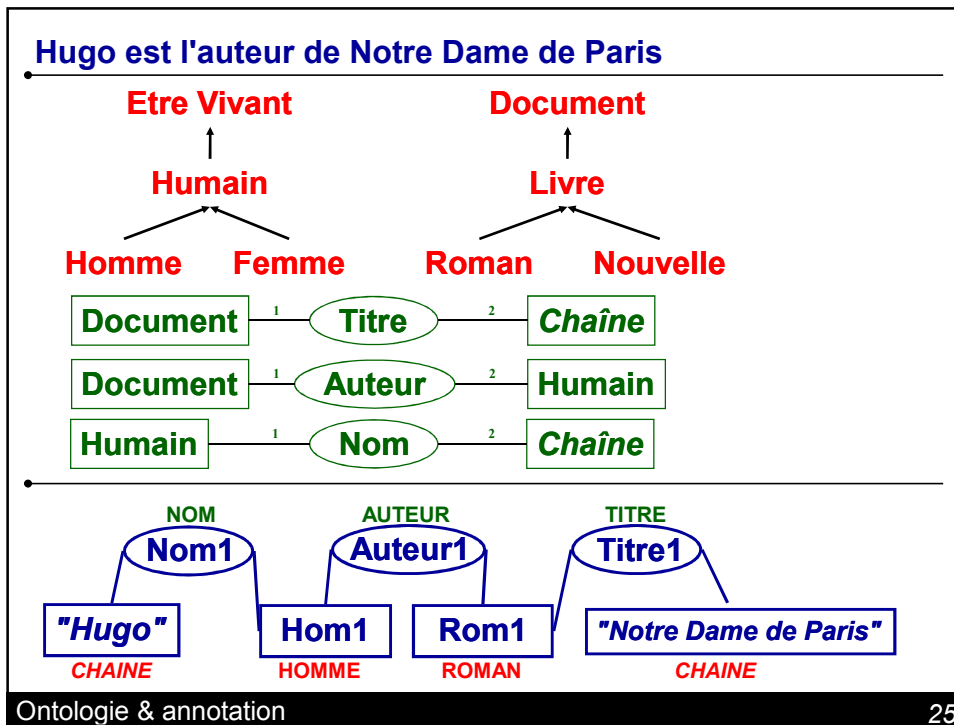 Hugo est l'auteur de Notre Dame de Paris
Etre Vivant Document
Humain Livre
Homme Femme Roman Nouvelle
Document 1 Titre 2 Chaîne
Document 1 Auteur 2 Humain
Humain 1 Nom 2 Chaîne
NOM AUTEUR TITRE
Nom1 Auteur1 Titre1
"Hugo" Hom1 Rom1 "Notre Dame de Paris"
CHAINE HOMME ROMAN CHAINE
Ontologie & annotation 25